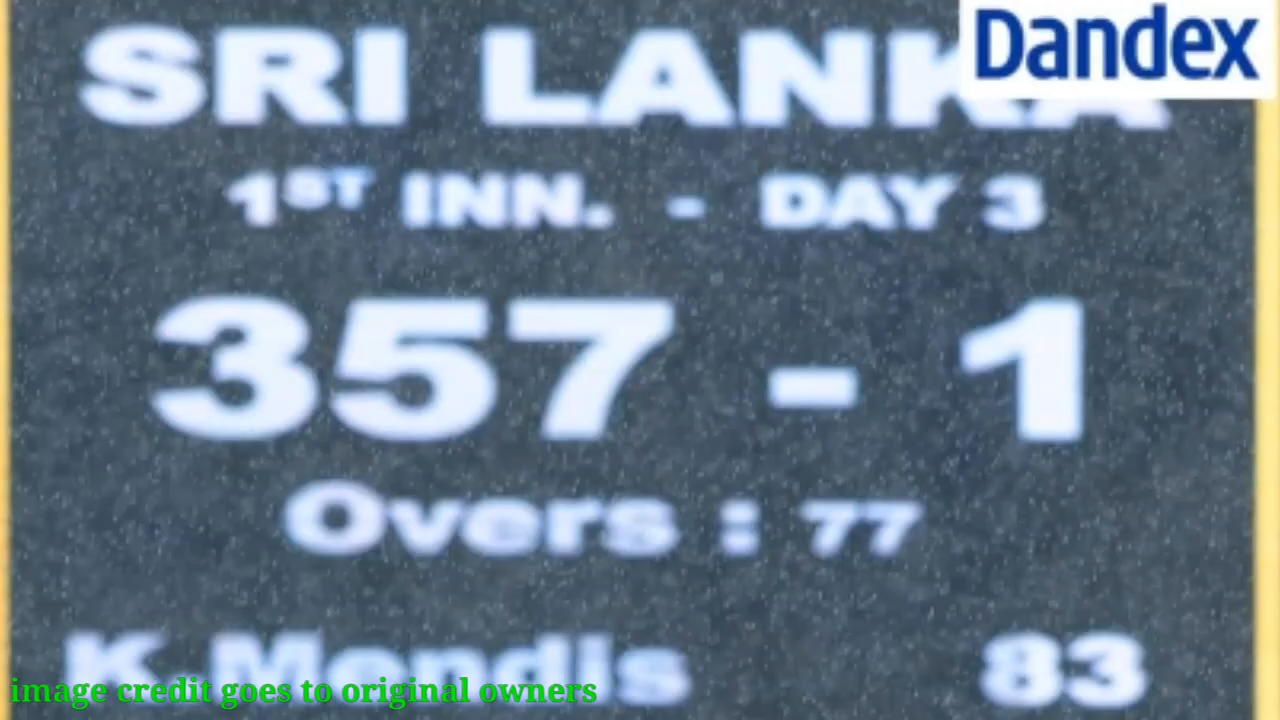 Dandex
SRI LANKA
1ST INN. - DAY 3
357 - 1
Overs : 77
K Mendis 83
image credit goes to original owners